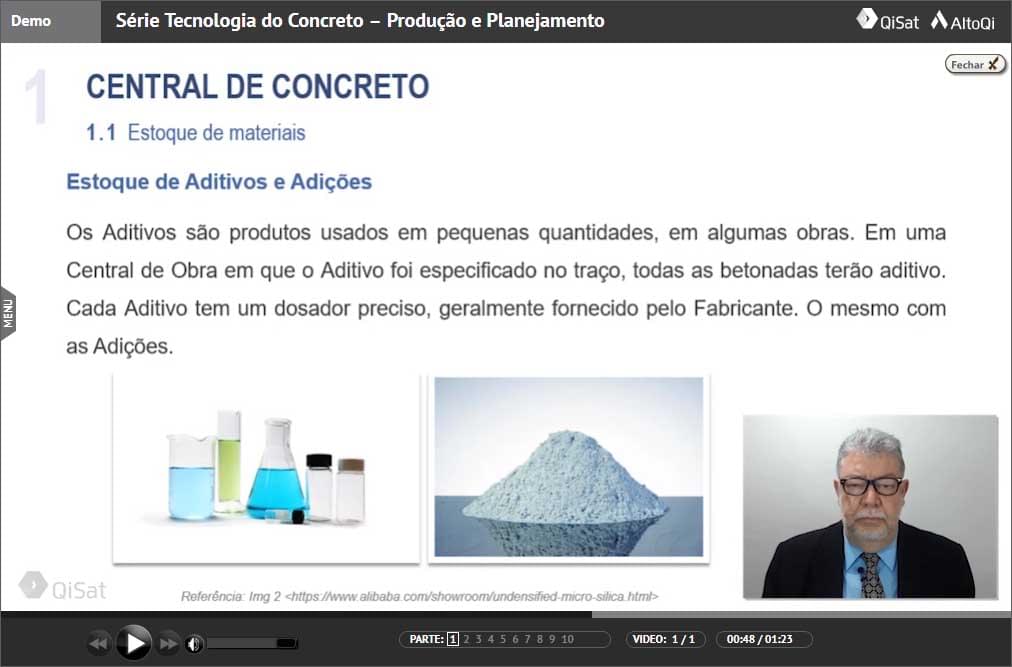 Demo
Série Tecnologia do Concreto – Produção e Planejamento
QiSat AltoQi
Fechar
1
CENTRAL DE CONCRETO
1.1 Estoque de materiais
Estoque de Aditivos e Adições
Os Aditivos são produtos usados em pequenas quantidades, em algumas obras. Em uma
Central de Obra em que o Aditivo foi especificado no traço, todas as betonadas terão aditivo.
Cada Aditivo tem um dosador preciso, geralmente fornecido pelo Fabricante. O mesmo com
as Adições.
MENU
QiSat
Referência: Img 2 <https://www.alibaba.com/showroom/undensified-micro-silica.html>
PARTE: 1 2 3 4 5 6 7 8 9 10
VIDEO: 1 / 1
00:48 / 01:23